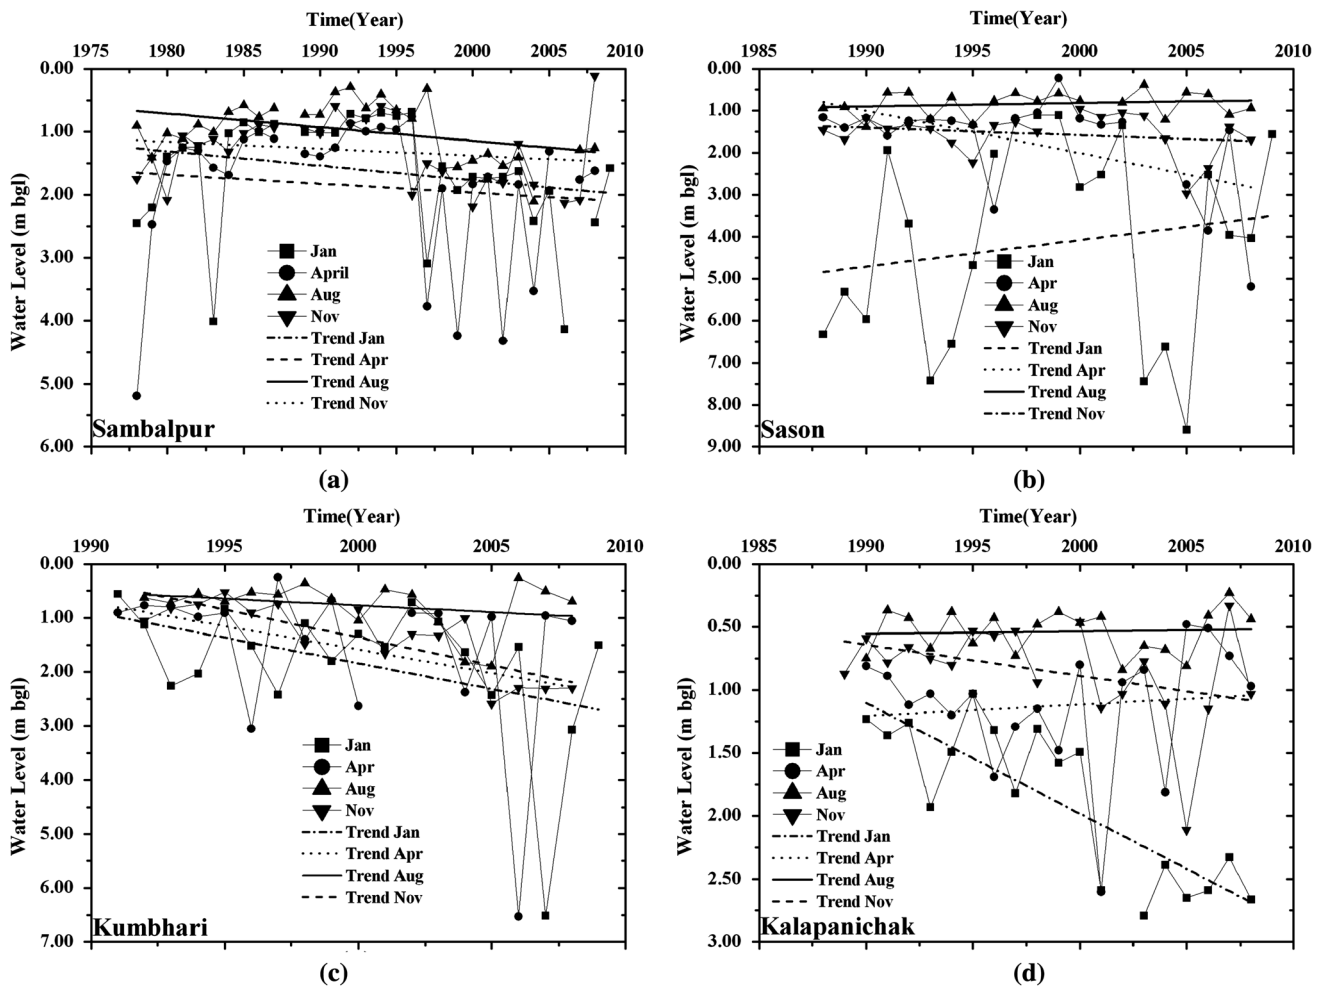 Time(Year)
1975 1980 1985 1990 1995 2000 2005 2010
0.00
1.00
2.00
3.00
4.00
5.00
6.00
Water Level (m bgl)
Jan
April
Aug
Nov
Trend Jan
Trend Apr
Trend Aug
Trend Nov
Sambalpur
(a)
Time(Year)
1985 1990 1995 2000 2005 2010
0.00
1.00
2.00
3.00
4.00
5.00
6.00
7.00
8.00
9.00
Water Level (m bgl)
Jan
Apr
Aug
Nov
Trend Jan
Trend Apr
Trend Aug
Trend Nov
Sason
(b)
Time(Year)
1990 1995 2000 2005 2010
0.00
1.00
2.00
3.00
4.00
5.00
6.00
7.00
Water Level (m bgl)
Jan
Apr
Aug
Nov
Trend Jan
Trend Apr
Trend Aug
Trend Nov
Kumbhari
(c)
Time(Year)
1985 1990 1995 2000 2005 2010
0.00
0.50
1.00
1.50
2.00
2.50
3.00
Water Level (m bgl)
Jan
Apr
Aug
Nov
Trend Jan
Trend Apr
Trend Aug
Trend Nov
Kalapanichak
(d)